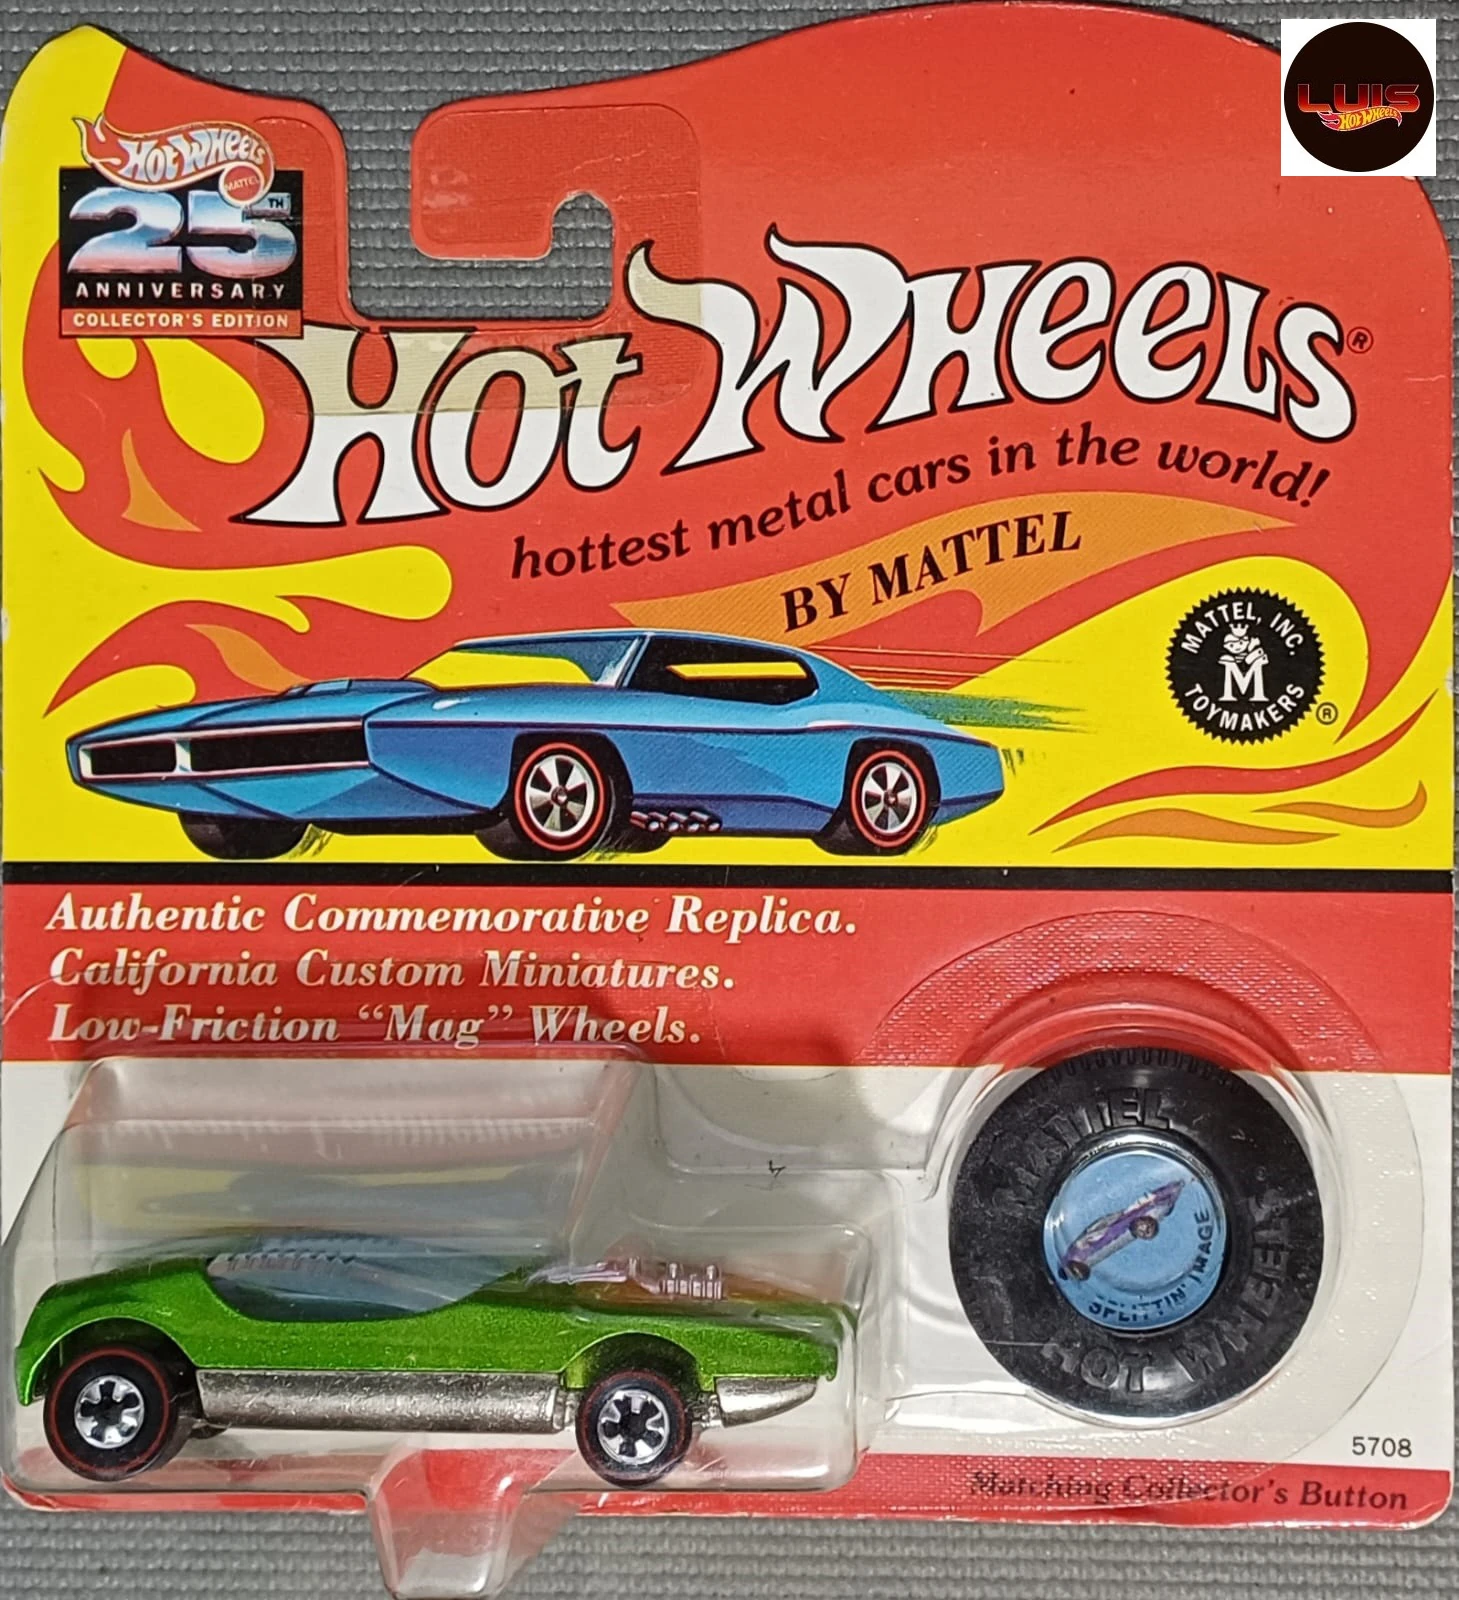 LUIS
Hot Wheels
Hot Wheels
MATTEL
25TH
ANNIVERSARY
COLLECTOR'S EDITION
Hot Wheels®
hottest metal cars in the world!
BY MATTEL
MATTEL, INC.
M
TOYMAKERS
®
Authentic Commemorative Replica.
California Custom Miniatures.
Low-Friction “Mag” Wheels.
MATTEL
SPLITTIN' IMAGE
HOT WHEELS
5708
Matching Collector's Button